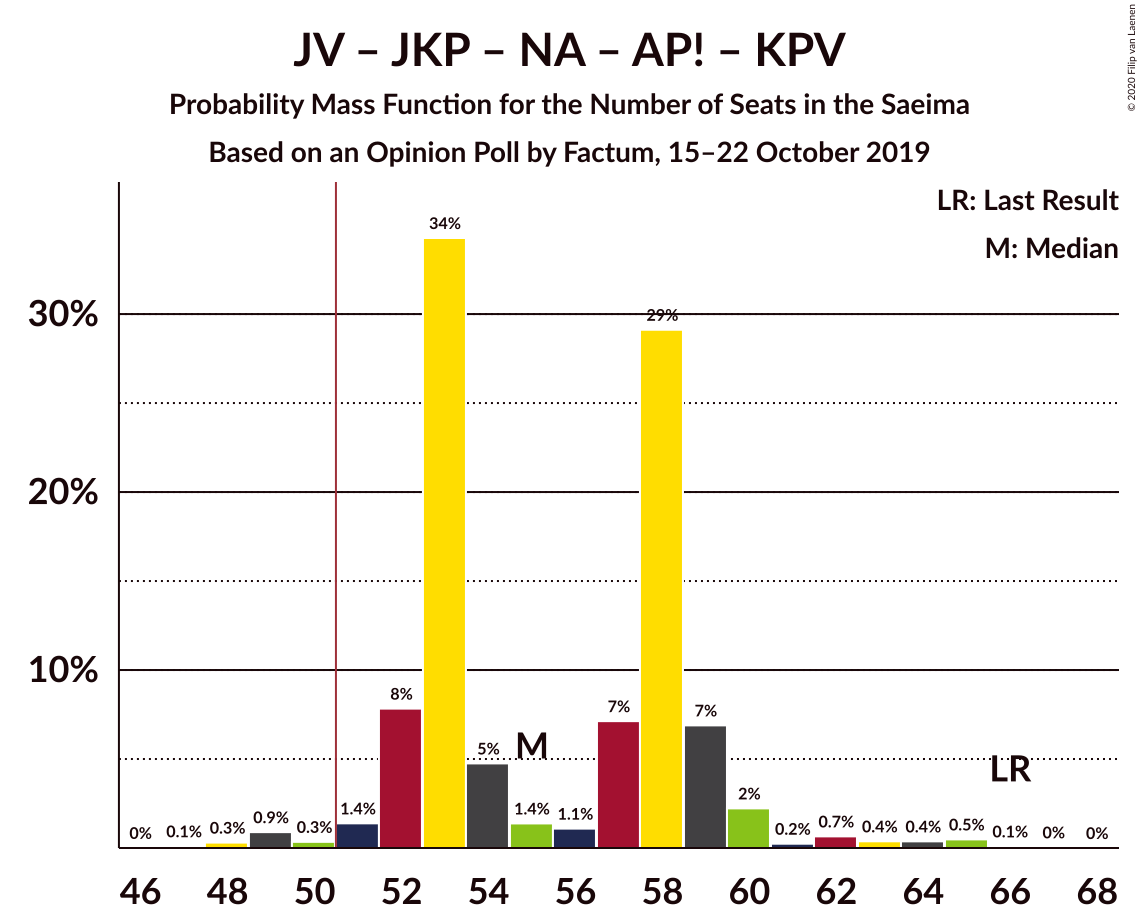 JV – JKP – NA – AP! – KPV
Probability Mass Function for the Number of Seats in the Saeima
Based on an Opinion Poll by Factum, 15–22 October 2019
© 2020 Filip van Laenen
LR: Last Result
M: Median
30%
20%
10%
0%
0.1%
0.3%
0.9%
0.3%
1.4%
8%
34%
5%
M
1.4%
1.1%
7%
29%
7%
2%
0.2%
0.7%
0.4%
0.4%
0.5%
LR
0.1%
0%
0%
46 48 50 52 54 56 58 60 62 64 66 68